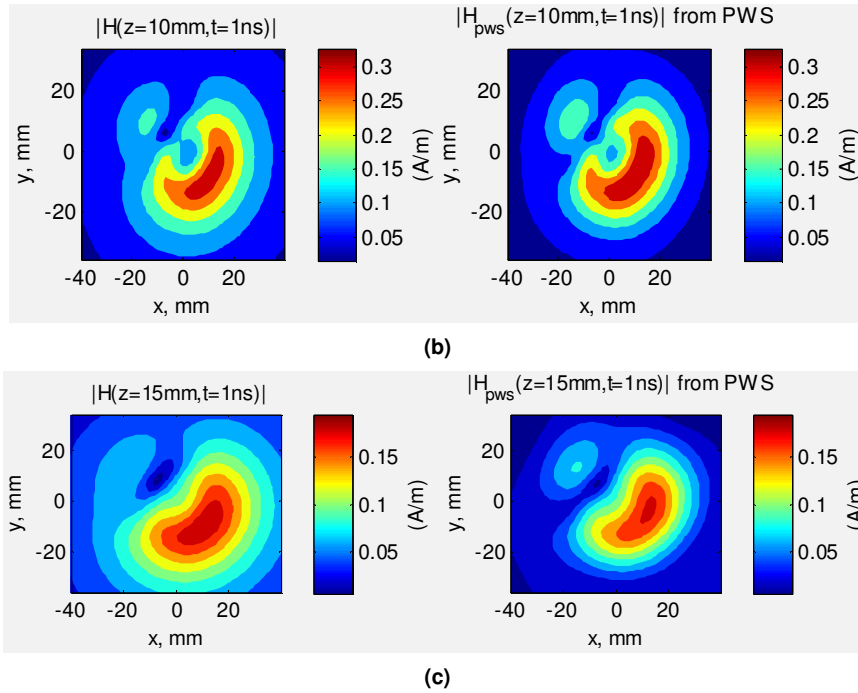 |H(z=10mm,t=1ns)|
|H_pws(z=10mm,t=1ns)| from PWS
20
0
-20
y, mm
-40 -20 0 20
x, mm
0.3
0.25
0.2
0.15
0.1
0.05
(A/m)
20
0
-20
y, mm
-40 -20 0 20
x, mm
0.3
0.25
0.2
0.15
0.1
0.05
(A/m)
(b)
|H(z=15mm,t=1ns)|
|H_pws(z=15mm,t=1ns)| from PWS
20
0
-20
y, mm
-40 -20 0 20
x, mm
0.15
0.1
0.05
(A/m)
20
0
-20
y, mm
-40 -20 0 20
x, mm
0.15
0.1
0.05
(A/m)
(c)